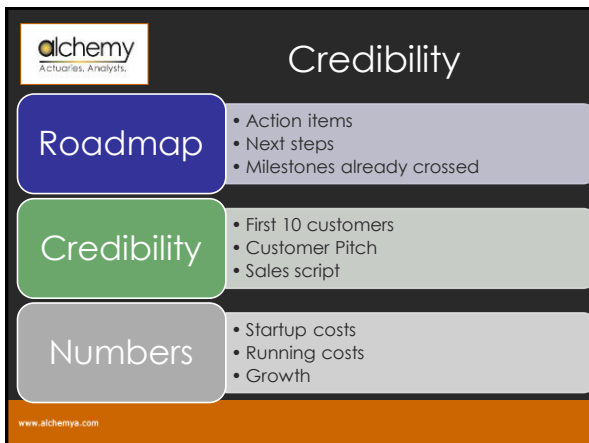 alchemy
Actuaries. Analysts.
Credibility
Roadmap
• Action items
• Next steps
• Milestones already crossed
Credibility
• First 10 customers
• Customer Pitch
• Sales script
Numbers
• Startup costs
• Running costs
• Growth
www.alchemya.com